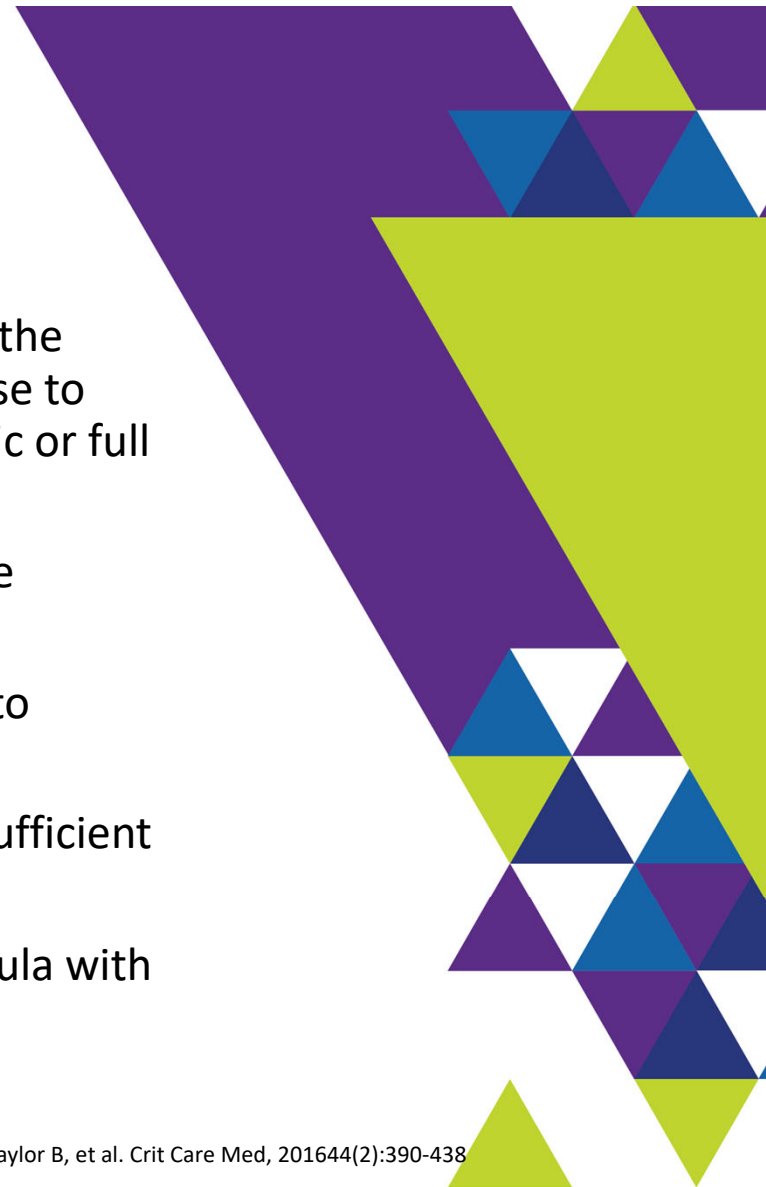 the
se to
ic or full
e
to
ufficient
ula with
aylor B, et al. Crit Care Med, 201644(2):390-438